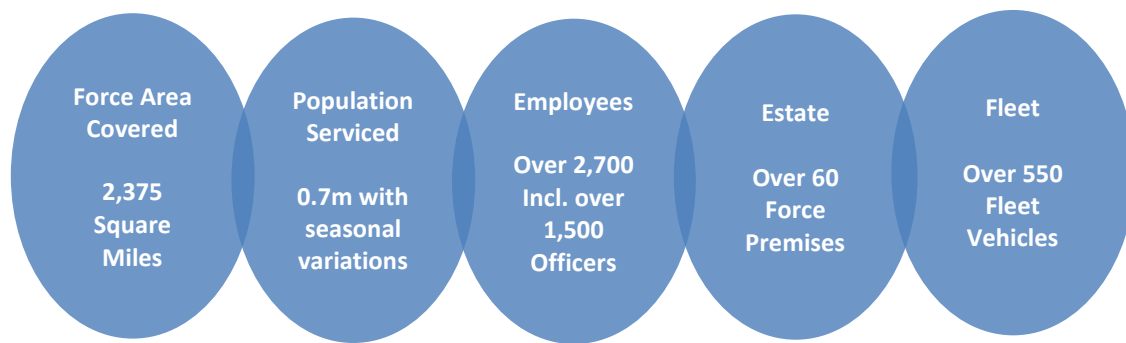 Force Area
Covered
2,375
Square
Miles
Population
Serviced
0.7m with
seasonal
variations
Employees
Over 2,700
Incl. over
1,500
Officers
Estate
Over 60
Force
Premises
Fleet
Over 550
Fleet
Vehicles